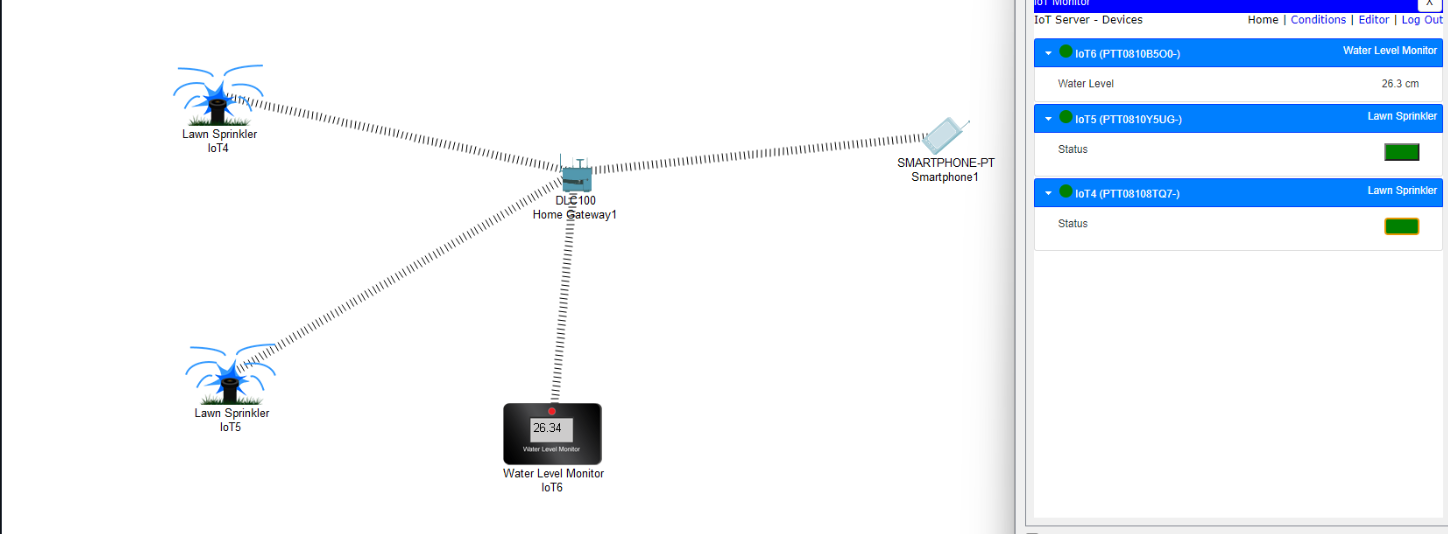 Lawn Sprinkler
IoT4
SMARTPHONE-PT
Smartphone1
DLC100
Home Gateway1
Lawn Sprinkler
IoT5
26.34
Water Level Monitor
Water Level Monitor
IoT6
IoT Monitor X
IoT Server - Devices Home | Conditions | Editor | Log Out
IoT6 (PTT0810B5O0-) Water Level Monitor
Water Level 26.3 cm
IoT5 (PTT0810Y5UG-) Lawn Sprinkler
Status
IoT4 (PTT08108TQ7-) Lawn Sprinkler
Status